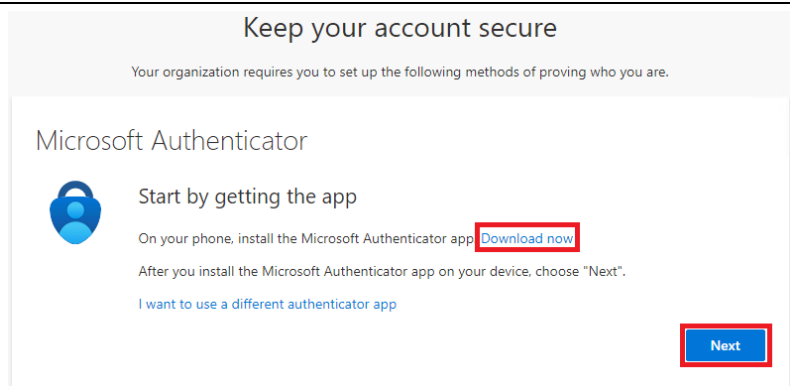 Keep your account secure
Your organization requires you to set up the following methods of proving who you are.
Microsoft Authenticator
Start by getting the app
On your phone, install the Microsoft Authenticator app. Download now
After you install the Microsoft Authenticator app on your device, choose "Next".
I want to use a different authenticator app
Next